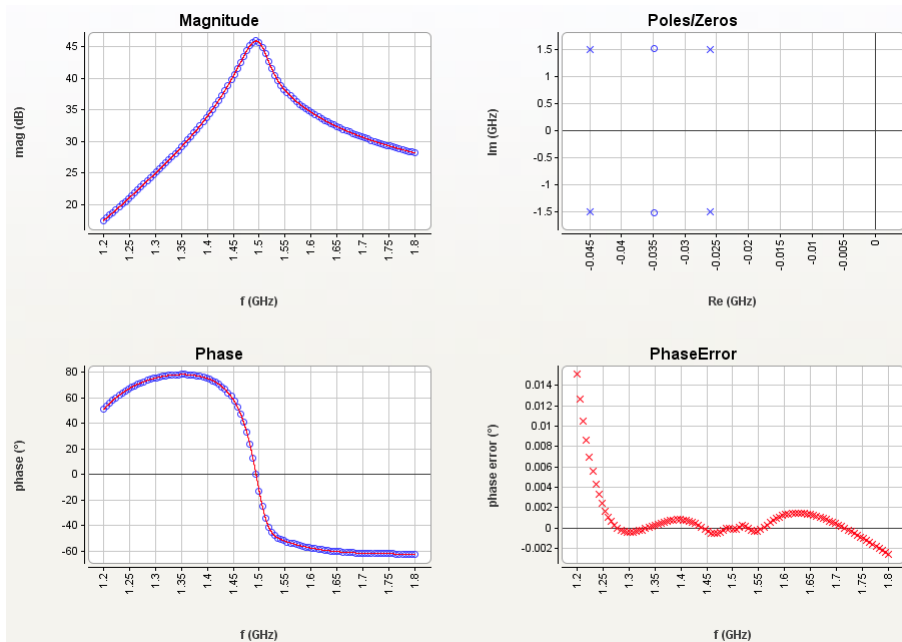 Magnitude
mag (dB)
45
40
35
30
25
20
1.2 1.25 1.3 1.35 1.4 1.45 1.5 1.55 1.6 1.65 1.7 1.75 1.8
f (GHz)
Poles/Zeros
Im (GHz)
1.5
1
0.5
0
-0.5
-1
-1.5
-0.045 -0.04 -0.035 -0.03 -0.025 -0.02 -0.015 -0.01 -0.005 0
Re (GHz)
Phase
phase (°)
80
60
40
20
0
-20
-40
-60
1.2 1.25 1.3 1.35 1.4 1.45 1.5 1.55 1.6 1.65 1.7 1.75 1.8
f (GHz)
PhaseError
phase error (°)
0.014
0.012
0.01
0.008
0.006
0.004
0.002
0
-0.002
1.2 1.25 1.3 1.35 1.4 1.45 1.5 1.55 1.6 1.65 1.7 1.75 1.8
f (GHz)